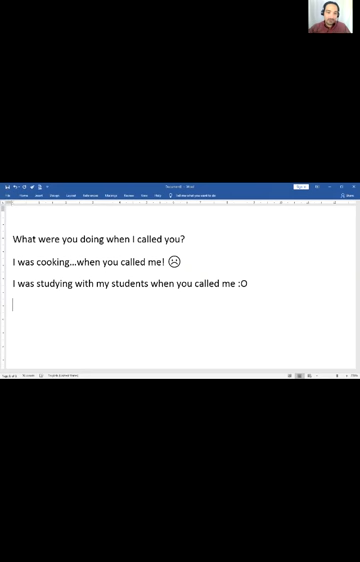 What were you doing when I called you?
I was cooking...when you called me! ☹
I was studying with my students when you called me :O